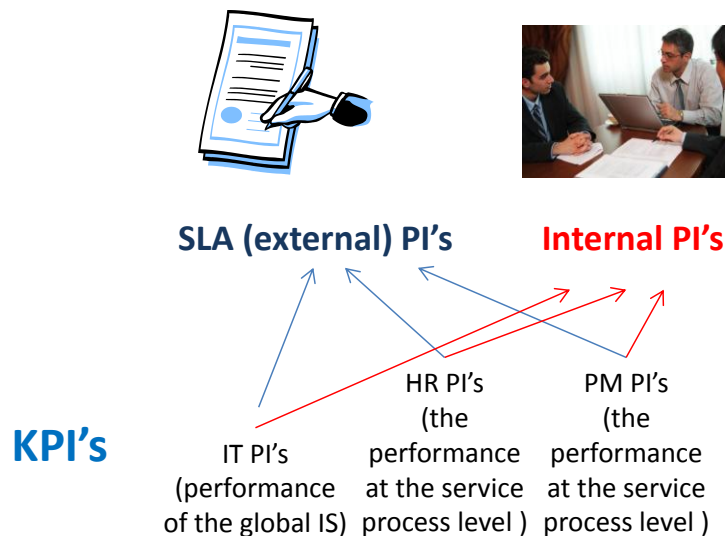 SLA (external) PI's
Internal PI's
KPI's
IT PI's
(performance
of the global IS)
HR PI's
(the
performance
at the service
process level )
PM PI's
(the
performance
at the service
process level )